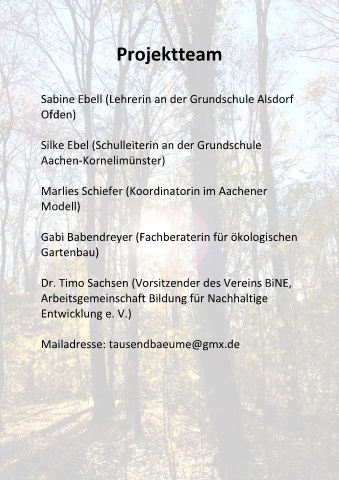 Projektteam
Sabine Ebell (Lehrerin an der Grundschule Alsdorf
Ofden)
Silke Ebel (Schulleiterin an der Grundschule
Aachen-Kornelimünster)
Marlies Schiefer (Koordinatorin im Aachener
Modell)
Gabi Babendreyer (Fachberaterin für ökologischen
Gartenbau)
Dr. Timo Sachsen (Vorsitzender des Vereins BiNE,
Arbeitsgemeinschaft Bildung für Nachhaltige
Entwicklung e. V.)
Mailadresse: tausendbaeume@gmx.de